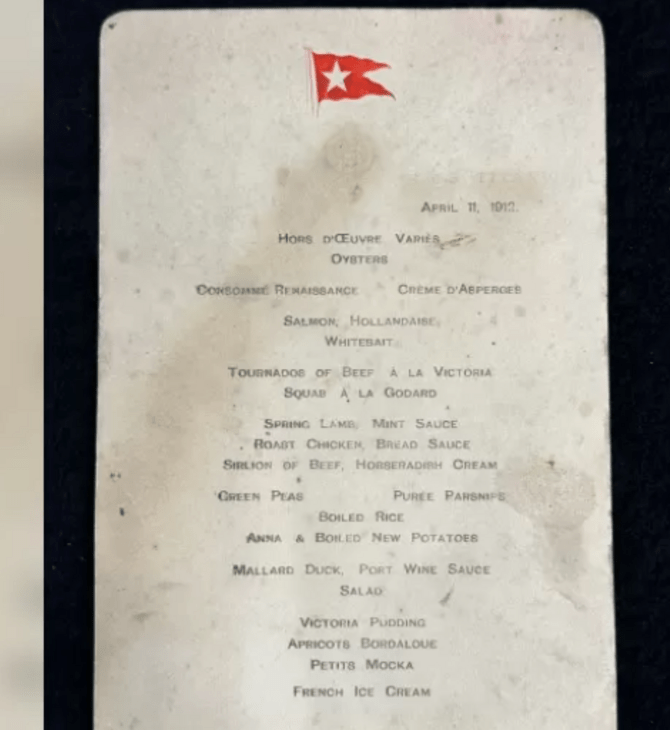 April 11, 1912.
Hors d'Œuvre Variés
Oysters
Consommé Renaissance Crème d'Asperges
Salmon, Hollandaise
Whitebait
Tournados of Beef à la Victoria
Squab à la Godard
Spring Lamb, Mint Sauce
Roast Chicken, Bread Sauce
Sirlion of Beef, Horseradish Cream
Green Peas Purée Parsnips
Boiled Rice
Anna & Boiled New Potatoes
Mallard Duck, Port Wine Sauce
Salad
Victoria Pudding
Apricots Bordaloue
Petits Mocka
French Ice Cream